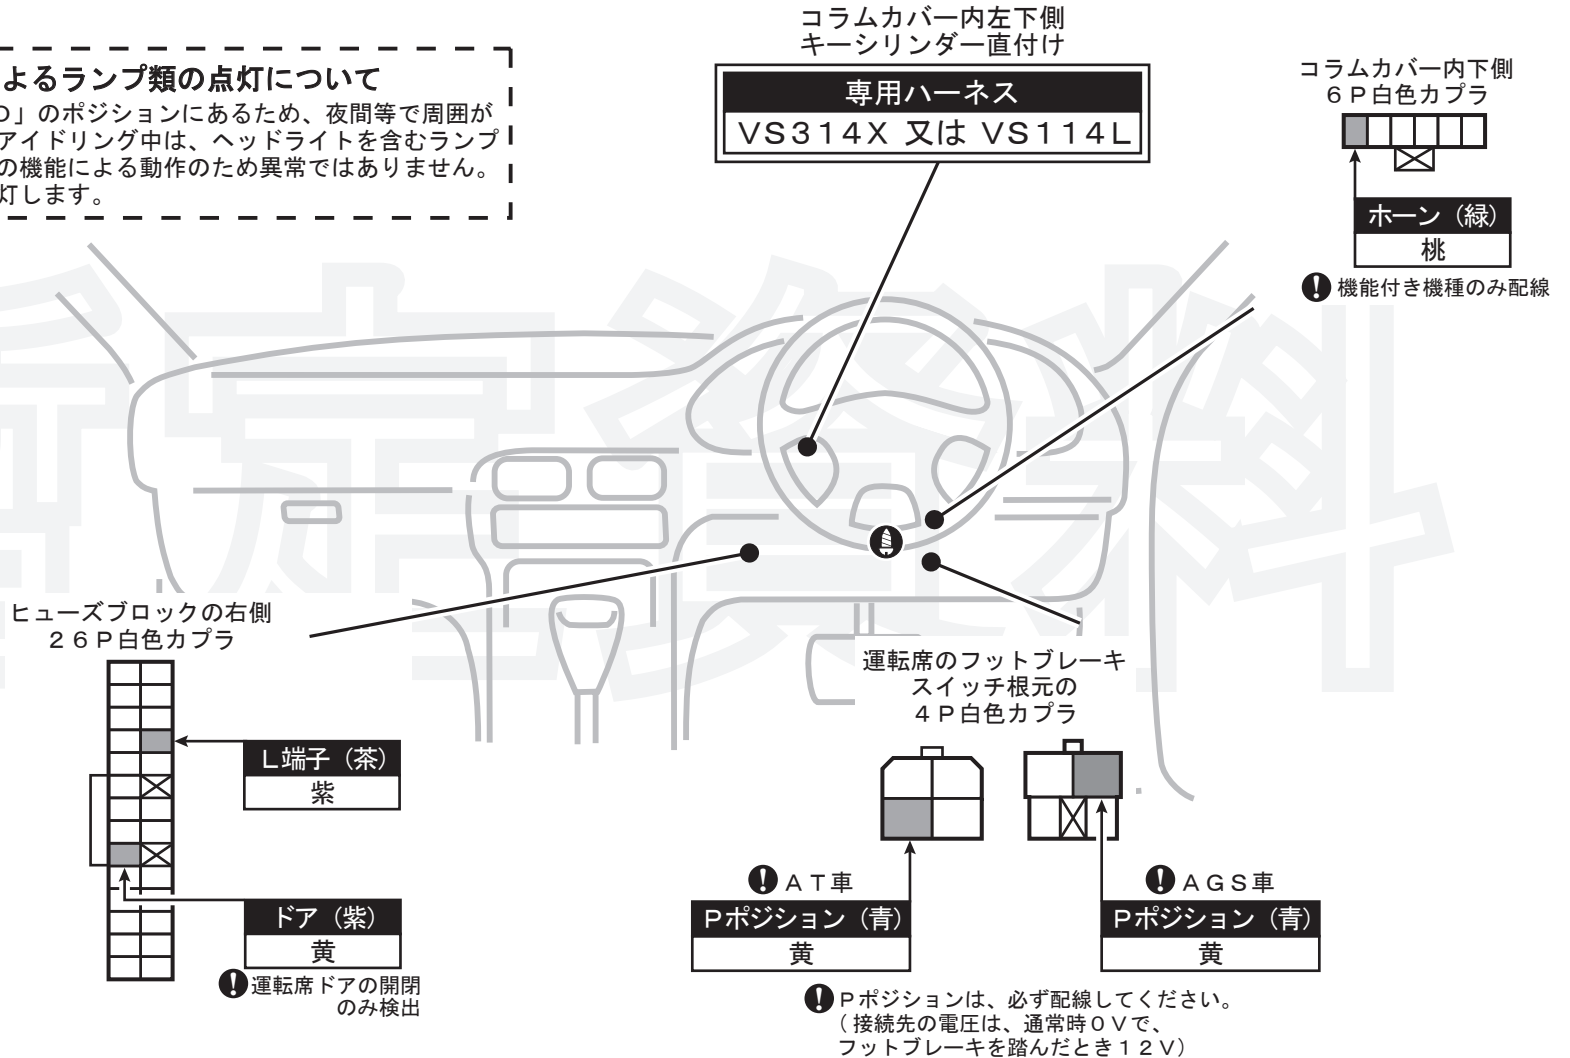 よるランプ類の点灯について
」のポジションにあるため、夜間等で周囲が
アイドリング中は、ヘッドライトを含むランプ
の機能による動作のため異常ではありません。
灯します。
コラムカバー内左下側
キーシリンダー直付け
専用ハーネス
VS314X 又は VS114L
コラムカバー内下側
6P白色カプラ
ホーン（緑）
桃
機能付き機種のみ配線
ヒューズブロックの右側
26P白色カプラ
L端子（茶）
紫
ドア（紫）
黄
運転席ドアの開閉
のみ検出
運転席のフットブレーキ
スイッチ根元の
4P白色カプラ
AT車
Pポジション（青）
黄
AGS車
Pポジション（青）
黄
Pポジションは、必ず配線してください。
（接続先の電圧は、通常時0Vで、
フットブレーキを踏んだとき12V）
定資料